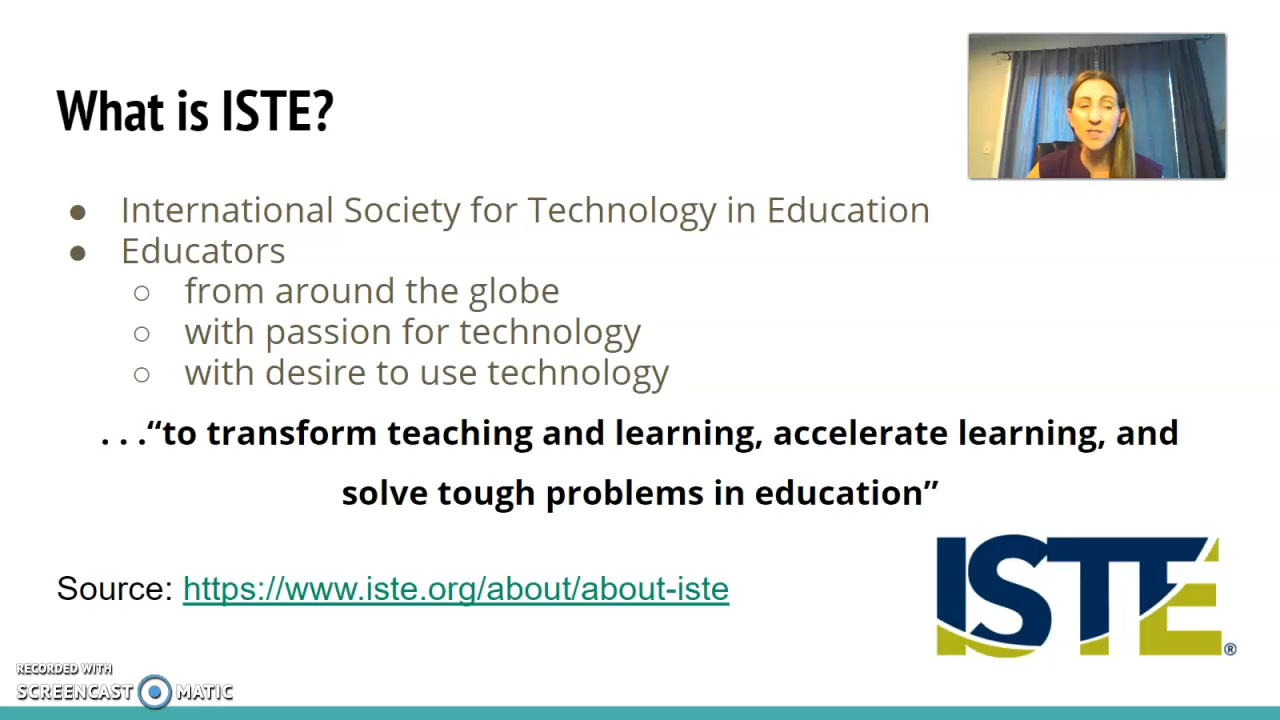 What is ISTE?
● International Society for Technology in Education
● Educators
○ from around the globe
○ with passion for technology
○ with desire to use technology
. . .“to transform teaching and learning, accelerate learning, and
solve tough problems in education”
Source: https://www.iste.org/about/about-iste
ISTE®
RECORDED WITH
SCREENCAST MATIC